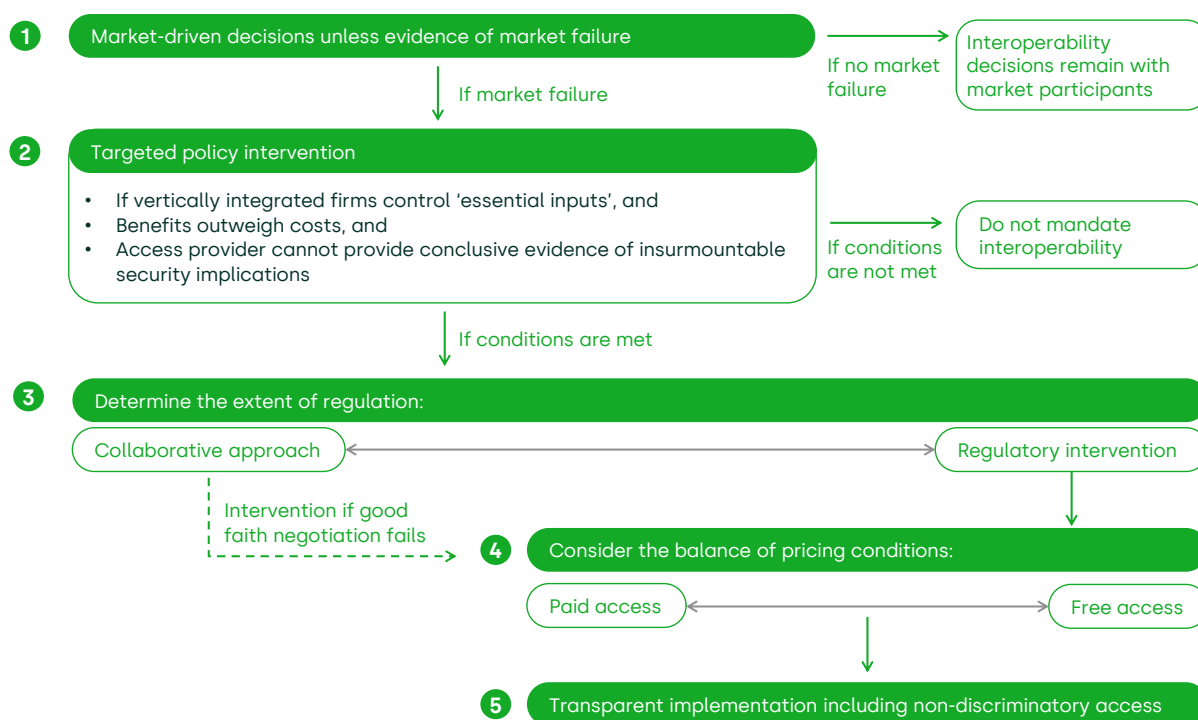 1
Market-driven decisions unless evidence of market failure
If no market
failure
Interoperability
decisions remain with
market participants
If market failure
2
Targeted policy intervention
• If vertically integrated firms control ‘essential inputs’, and
• Benefits outweigh costs, and
• Access provider cannot provide conclusive evidence of insurmountable
security implications
If conditions
are not met
Do not mandate
interoperability
If conditions are met
3
Determine the extent of regulation:
Collaborative approach
Regulatory intervention
Intervention if good
faith negotiation fails
4
Consider the balance of pricing conditions:
Paid access
Free access
5
Transparent implementation including non-discriminatory access